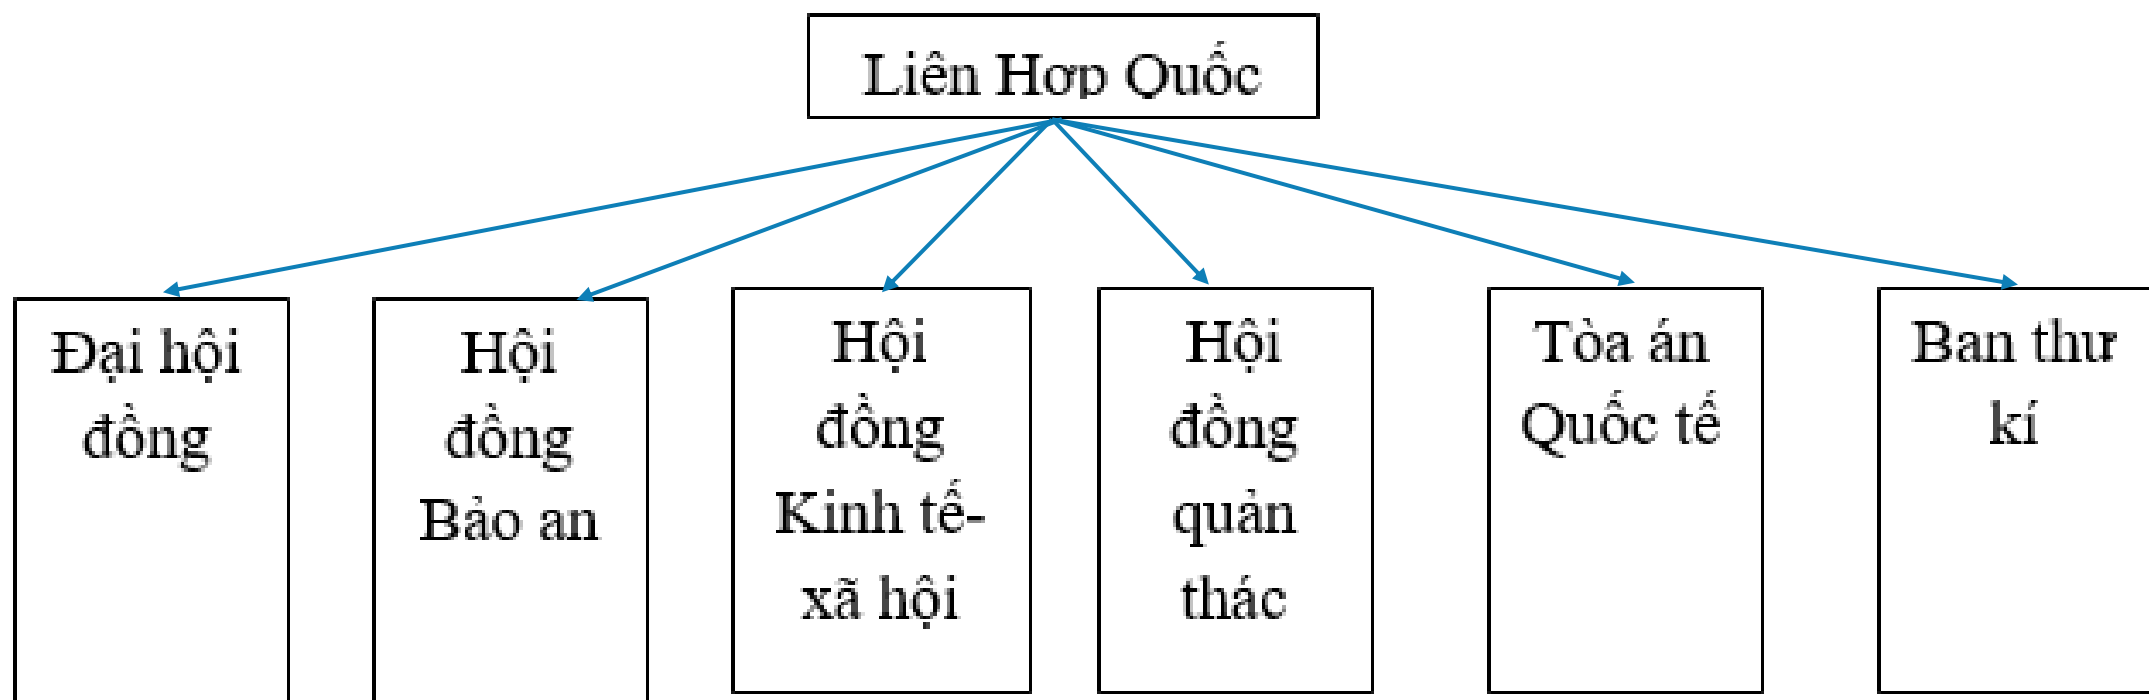 Liên Hợp Quốc
Đại hội
đồng
Hội
đồng
Bảo an
Hội
đồng
Kinh tế-
xã hội
Hội
đồng
quản
thác
Tòa án
Quốc tế
Ban thư
kí